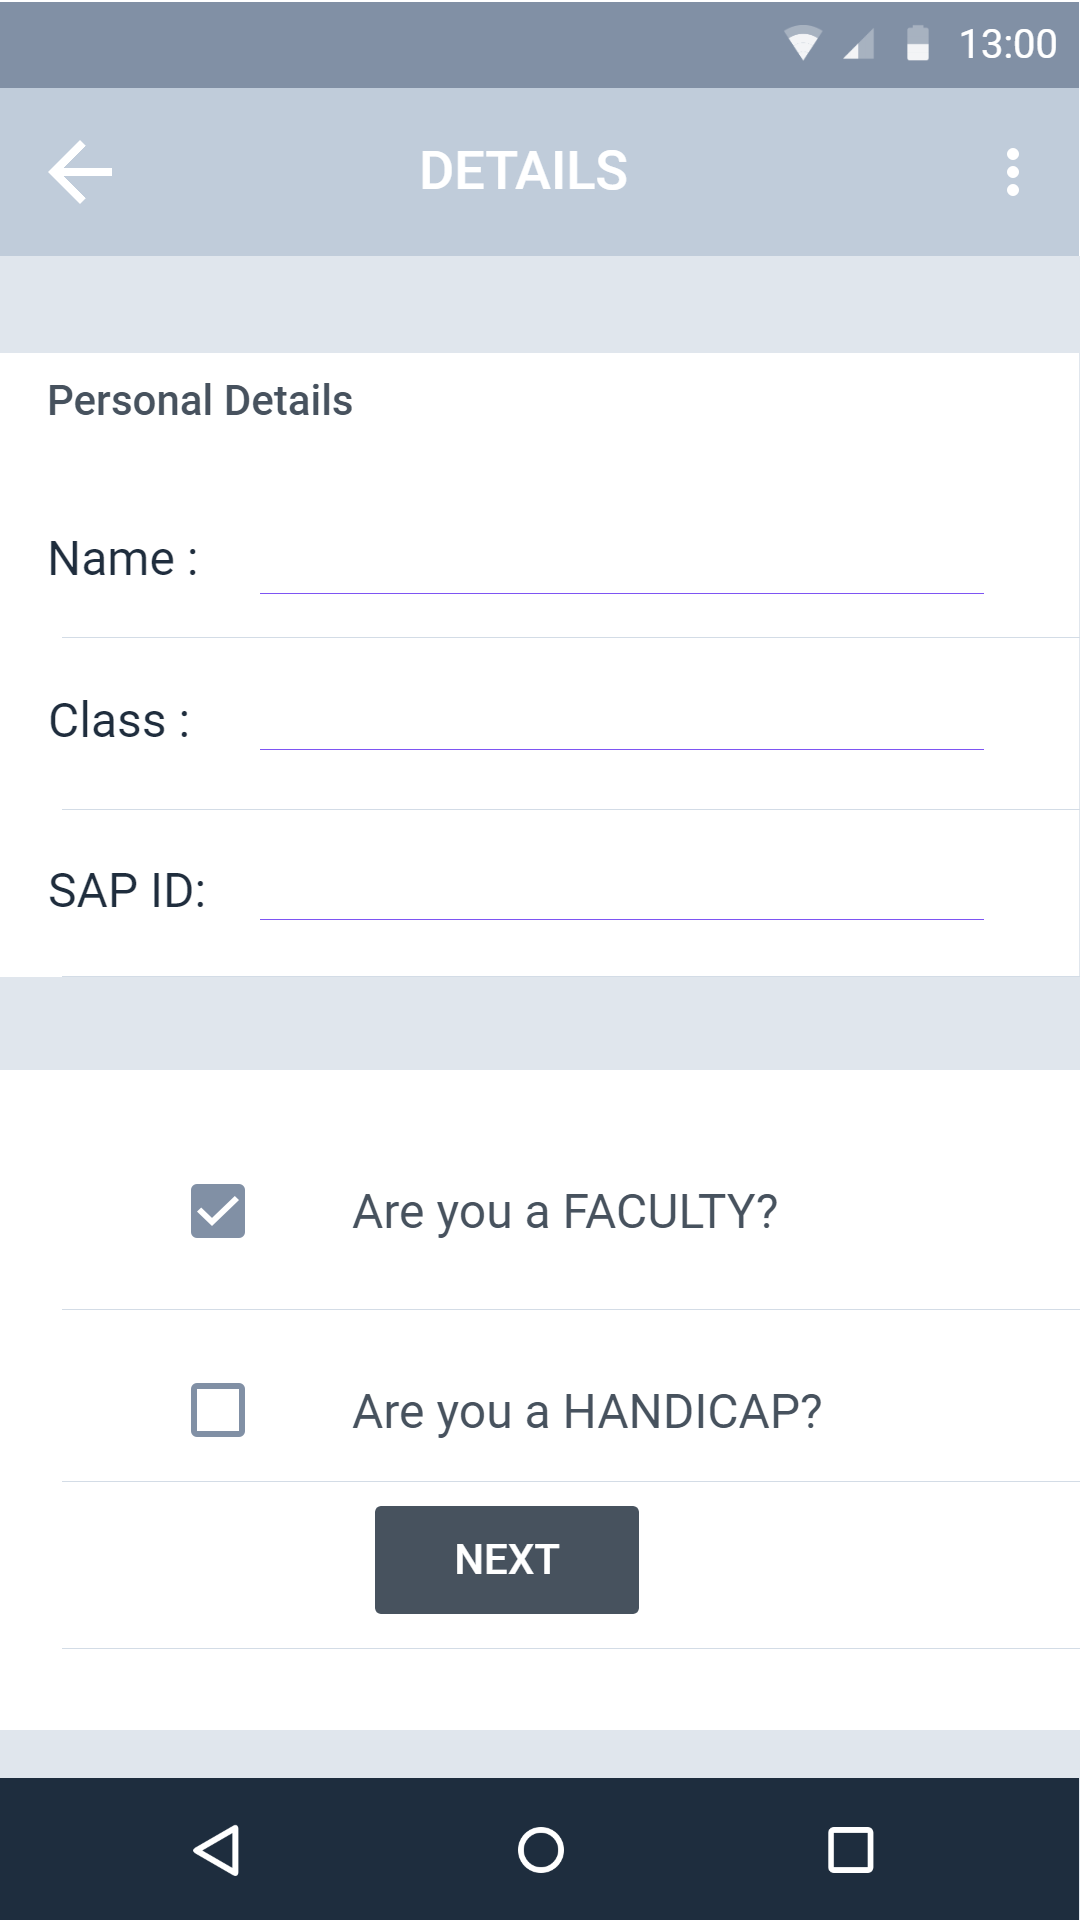 13:00
DETAILS
Personal Details
Name :
Class :
SAP ID:
Are you a FACULTY?
Are you a HANDICAP?
NEXT